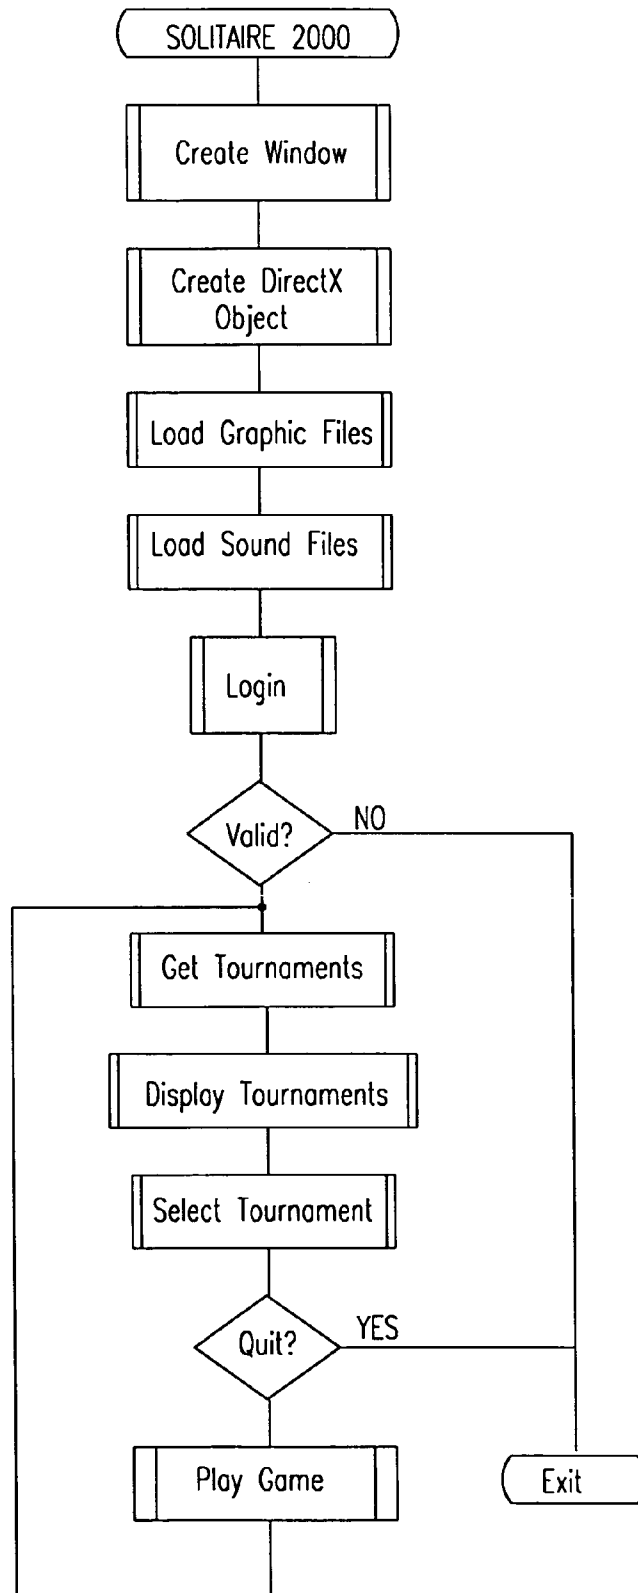 SOLITAIRE 2000
Create Window
Create DirectX
Object
Load Graphic Files
Load Sound Files
Login
Valid?
NO
Get Tournaments
Display Tournaments
Select Tournament
Quit?
YES
Play Game
Exit